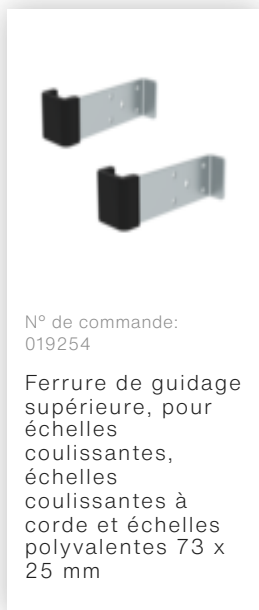 N° de commande:
019254
Ferrure de guidage
supérieure, pour
échelles
coulissantes,
échelles
coulissantes à
corde et échelles
polyvalentes 73 x
25 mm